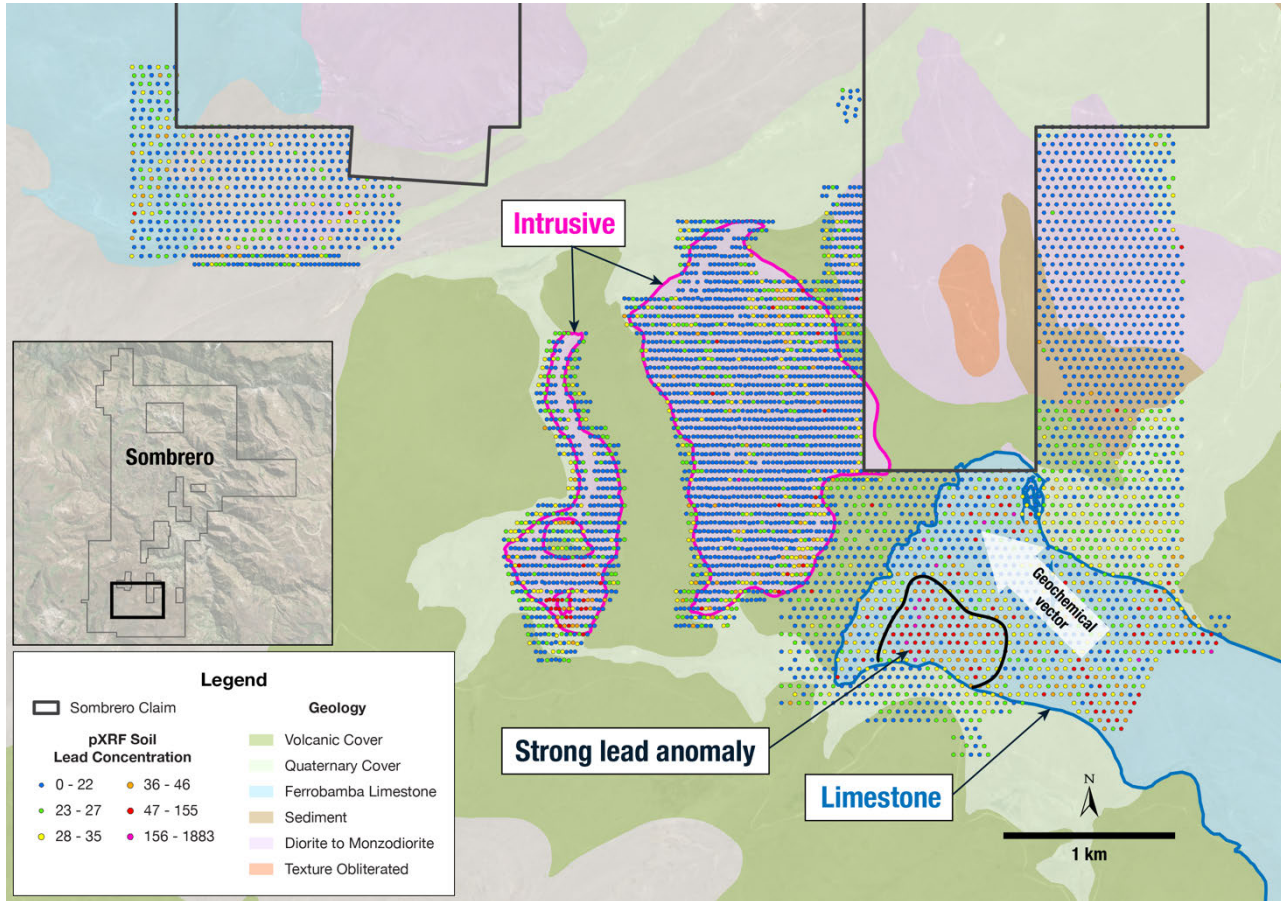 Intrusive
Sombrero
Geochemical
vector
Strong lead anomaly
Limestone
N
1 km
Legend
Sombrero Claim
pXRF Soil
Lead Concentration
0 - 22
23 - 27
28 - 35
36 - 46
47 - 155
156 - 1883
Geology
Volcanic Cover
Quaternary Cover
Ferrobamba Limestone
Sediment
Diorite to Monzodiorite
Texture Obliterated